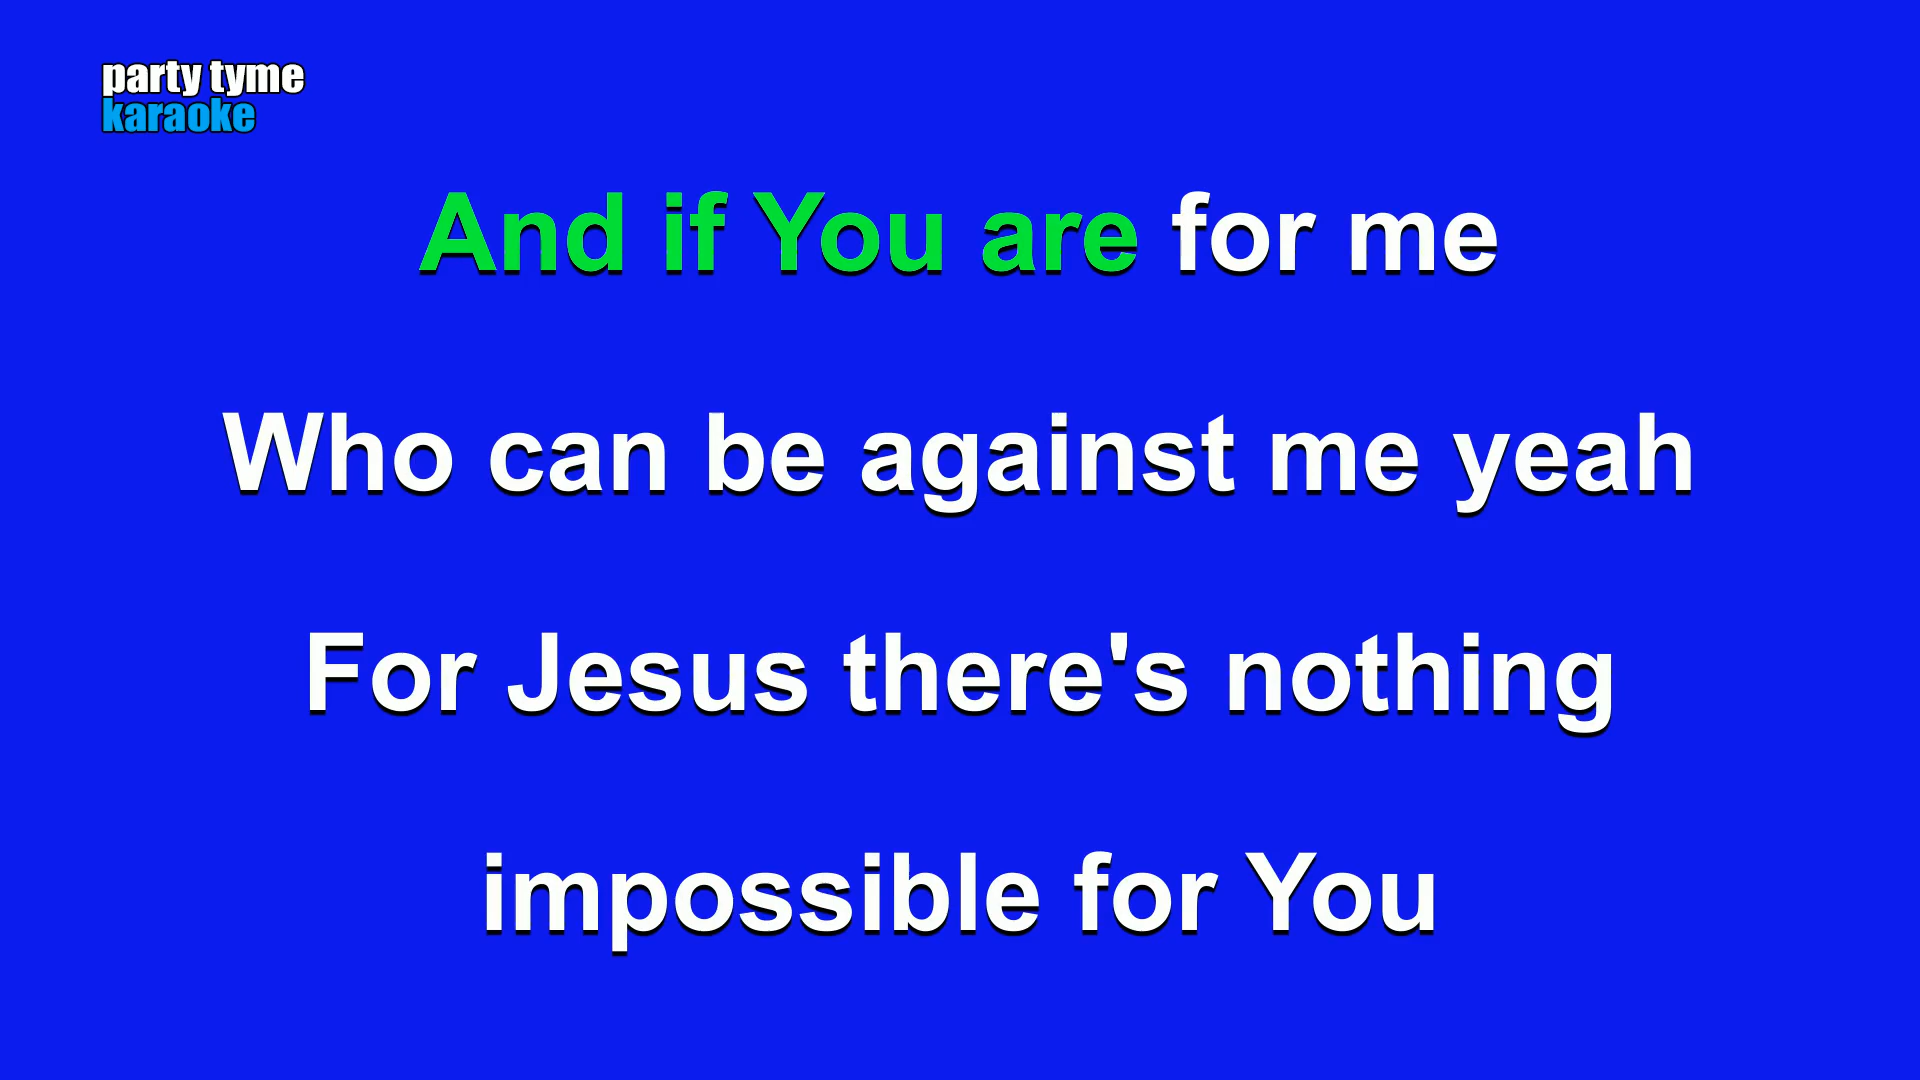 party tyme
karaoke
And if You are for me
Who can be against me yeah
For Jesus there's nothing
impossible for You